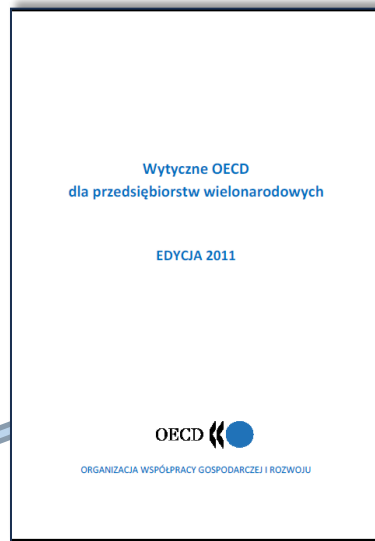 Wytyczne OECD
dla przedsiębiorstw wielonarodowych
EDYCJA 2011
OECD
ORGANIZACJA WSPÓŁPRACY GOSPODARCZEJ I ROZWOJU